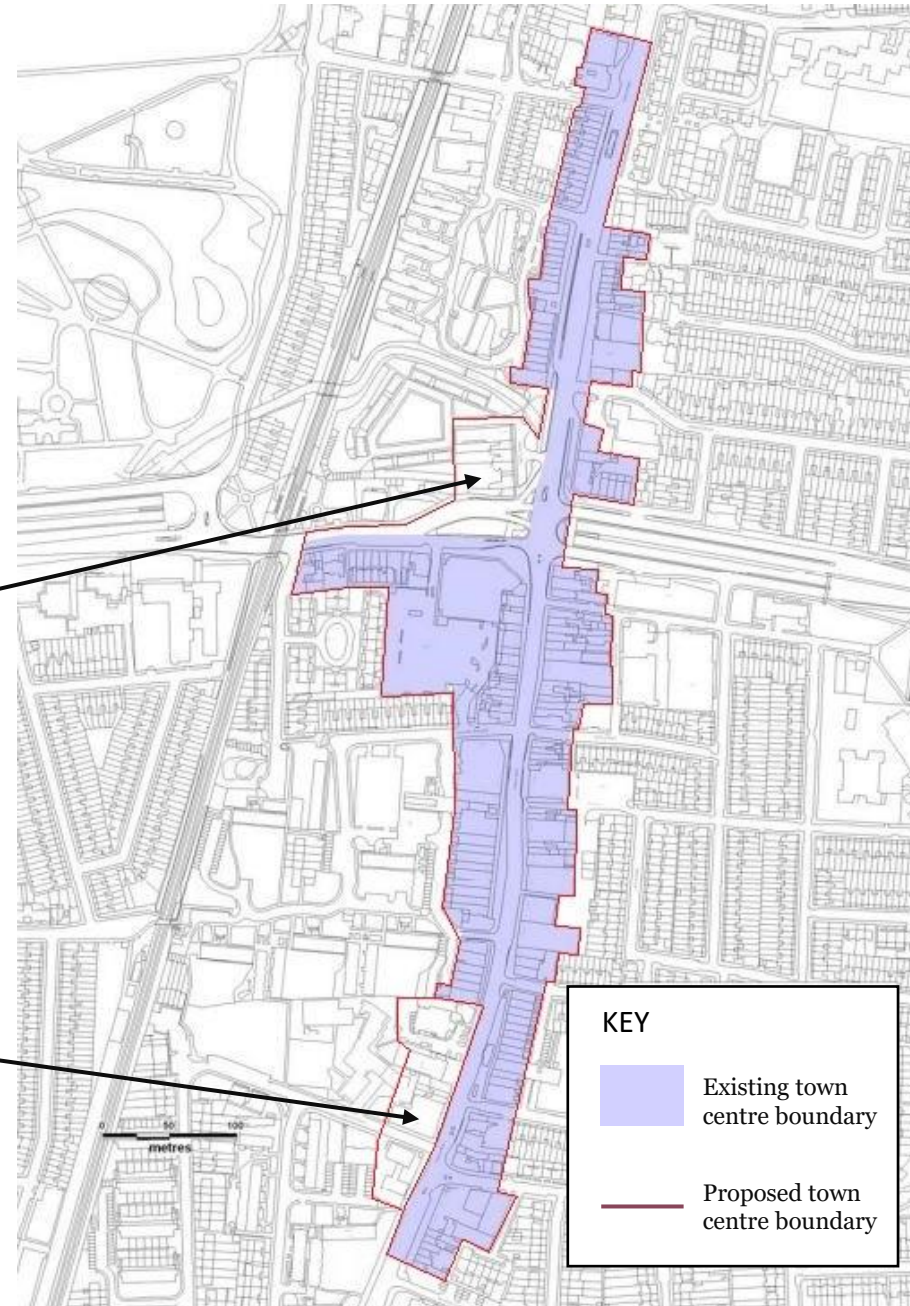 0 50 100
metres
KEY
Existing town
centre boundary
Proposed town
centre boundary